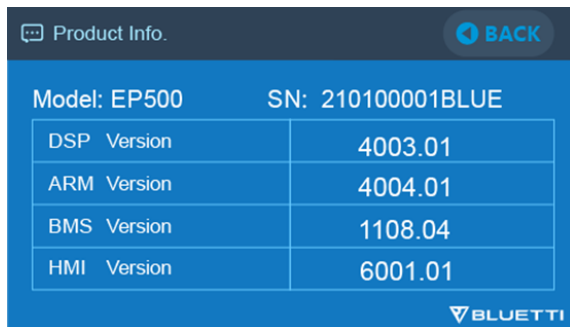 Product Info.
BACK
Model: EP500 SN: 210100001BLUE
DSP Version 4003.01
ARM Version 4004.01
BMS Version 1108.04
HMI Version 6001.01
BLUETTI